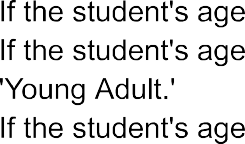 If the student's age
If the student's age
'Young Adult.'
If the student's age